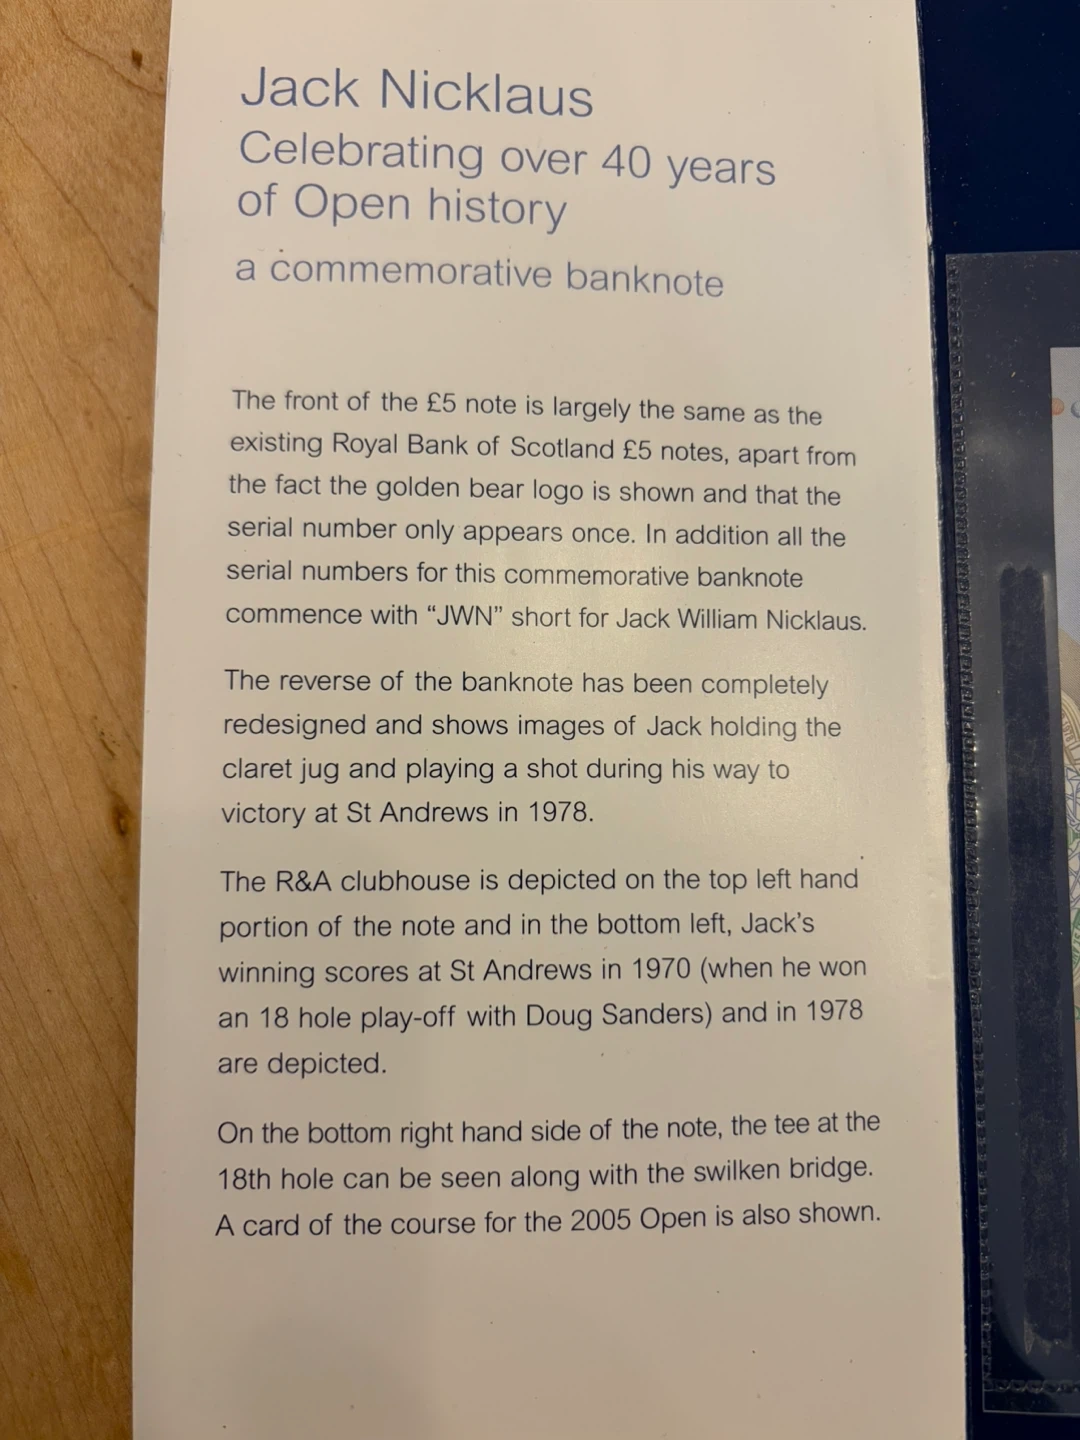 Jack Nicklaus
Celebrating over 40 years
of Open history
a commemorative banknote
The front of the £5 note is largely the same as the
existing Royal Bank of Scotland £5 notes, apart from
the fact the golden bear logo is shown and that the
serial number only appears once. In addition all the
serial numbers for this commemorative banknote
commence with “JWN” short for Jack William Nicklaus.
The reverse of the banknote has been completely
redesigned and shows images of Jack holding the
claret jug and playing a shot during his way to
victory at St Andrews in 1978.
The R&A clubhouse is depicted on the top left hand
portion of the note and in the bottom left, Jack’s
winning scores at St Andrews in 1970 (when he won
an 18 hole play-off with Doug Sanders) and in 1978
are depicted.
On the bottom right hand side of the note, the tee at the
18th hole can be seen along with the swilken bridge.
A card of the course for the 2005 Open is also shown.